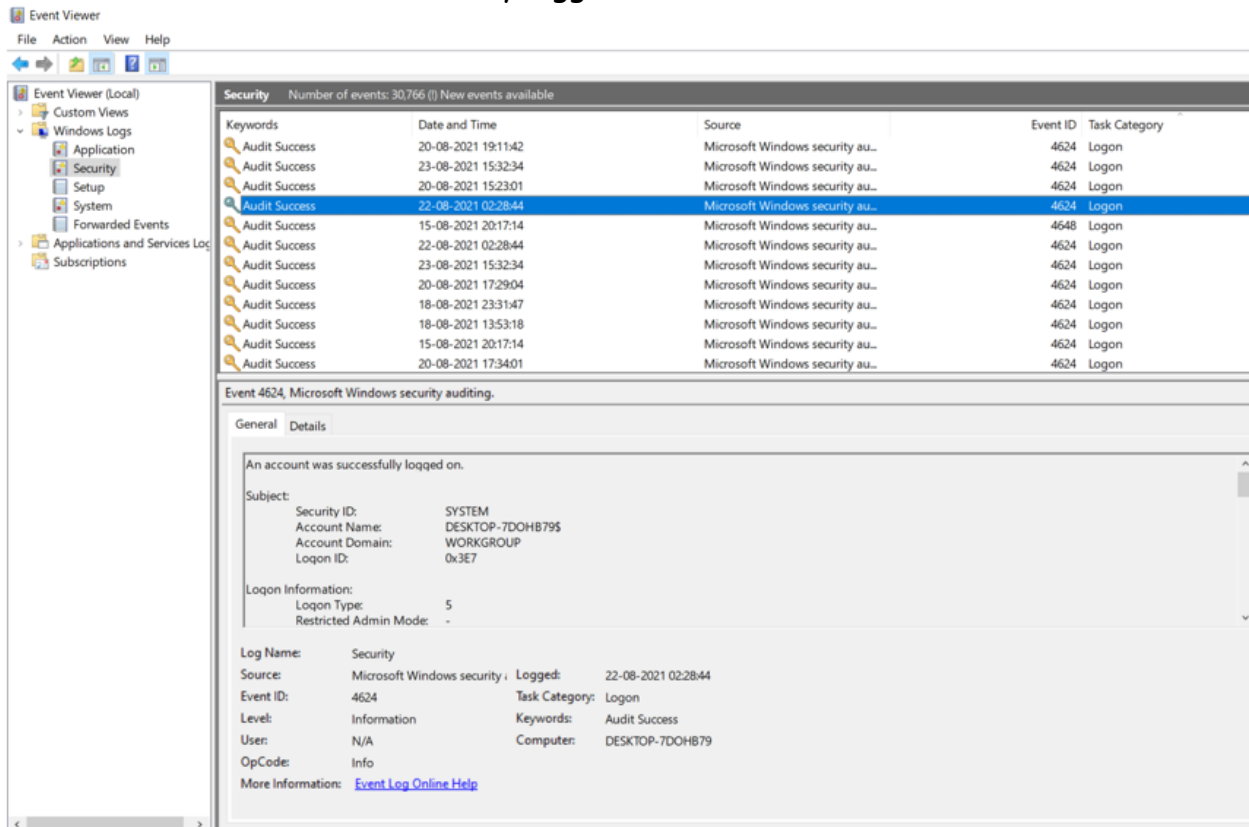 Event Viewer
File Action View Help
Event Viewer (Local)
Custom Views
Windows Logs
Application
Security
Setup
System
Forwarded Events
Applications and Services Log
Subscriptions
Security Number of events: 30,766 (!) New events available
Keywords Date and Time Source Event ID Task Category
Audit Success 20-08-2021 19:11:42 Microsoft Windows security au... 4624 Logon
Audit Success 23-08-2021 15:32:34 Microsoft Windows security au... 4624 Logon
Audit Success 20-08-2021 15:23:01 Microsoft Windows security au... 4624 Logon
Audit Success 22-08-2021 02:28:44 Microsoft Windows security au... 4624 Logon
Audit Success 15-08-2021 20:17:14 Microsoft Windows security au... 4648 Logon
Audit Success 22-08-2021 02:28:44 Microsoft Windows security au... 4624 Logon
Audit Success 23-08-2021 15:32:34 Microsoft Windows security au... 4624 Logon
Audit Success 20-08-2021 17:29:04 Microsoft Windows security au... 4624 Logon
Audit Success 18-08-2021 23:31:47 Microsoft Windows security au... 4624 Logon
Audit Success 18-08-2021 13:53:18 Microsoft Windows security au... 4624 Logon
Audit Success 15-08-2021 20:17:14 Microsoft Windows security au... 4624 Logon
Audit Success 20-08-2021 17:34:01 Microsoft Windows security au... 4624 Logon
Event 4624, Microsoft Windows security auditing.
General Details
An account was successfully logged on.
Subject:
Security ID: SYSTEM
Account Name: DESKTOP-7DOHB79$
Account Domain: WORKGROUP
Logon ID: 0x3E7
Logon Information:
Logon Type: 5
Restricted Admin Mode: -
Log Name: Security
Source: Microsoft Windows security Logged: 22-08-2021 02:28:44
Event ID: 4624 Task Category: Logon
Level: Information Keywords: Audit Success
User: N/A Computer: DESKTOP-7DOHB79
OpCode: Info
More Information: Event Log Online Help